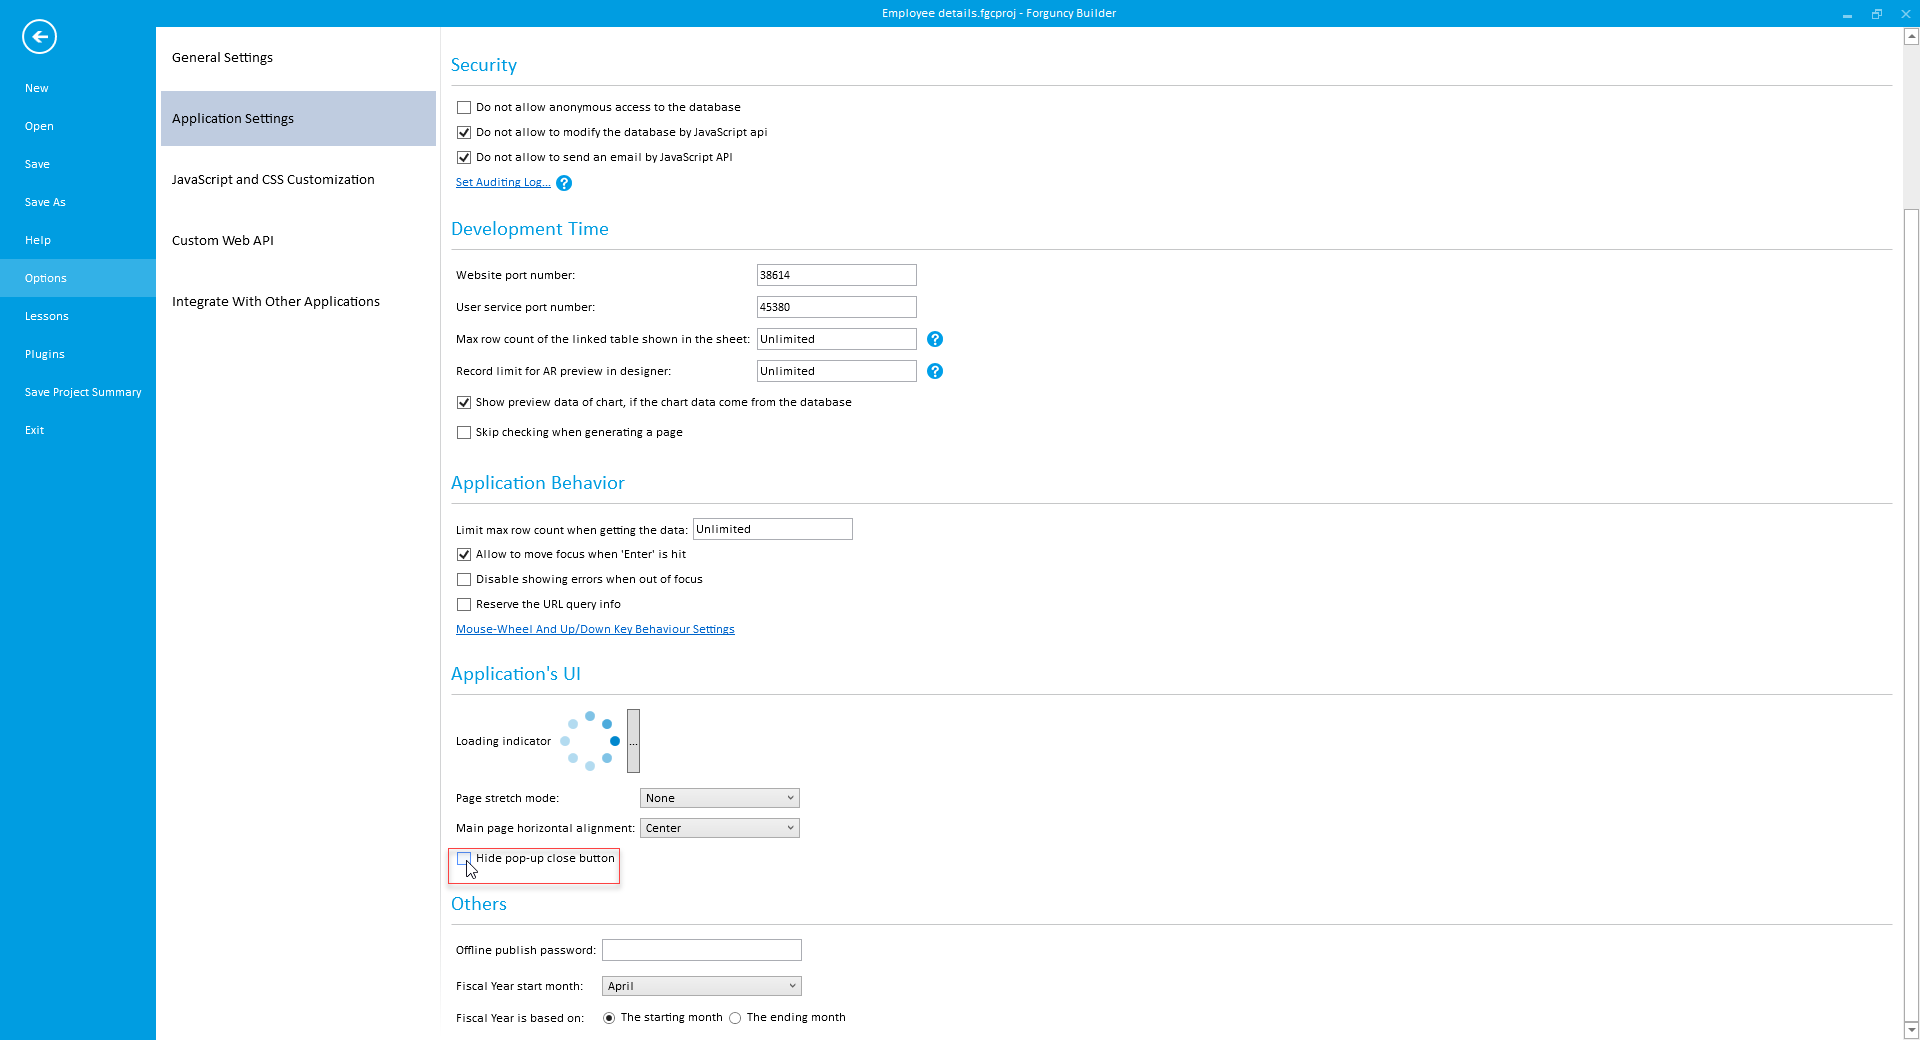 Employee details.fgcproj - Forguncy Builder
New
Open
Save
Save As
Help
Options
Lessons
Plugins
Save Project Summary
Exit
General Settings
Application Settings
JavaScript and CSS Customization
Custom Web API
Integrate With Other Applications
Security
Do not allow anonymous access to the database
Do not allow to modify the database by JavaScript api
Do not allow to send an email by JavaScript API
Set Auditing Log... ?
Development Time
Website port number: 38614
User service port number: 45380
Max row count of the linked table shown in the sheet: Unlimited ?
Record limit for AR preview in designer: Unlimited ?
Show preview data of chart, if the chart data come from the database
Skip checking when generating a page
Application Behavior
Limit max row count when getting the data: Unlimited
Allow to move focus when 'Enter' is hit
Disable showing errors when out of focus
Reserve the URL query info
Mouse-Wheel And Up/Down Key Behaviour Settings
Application's UI
Loading indicator ...
Page stretch mode: None
Main page horizontal alignment: Center
Hide pop-up close button
Others
Offline publish password:
Fiscal Year start month: April
Fiscal Year is based on: The starting month The ending month